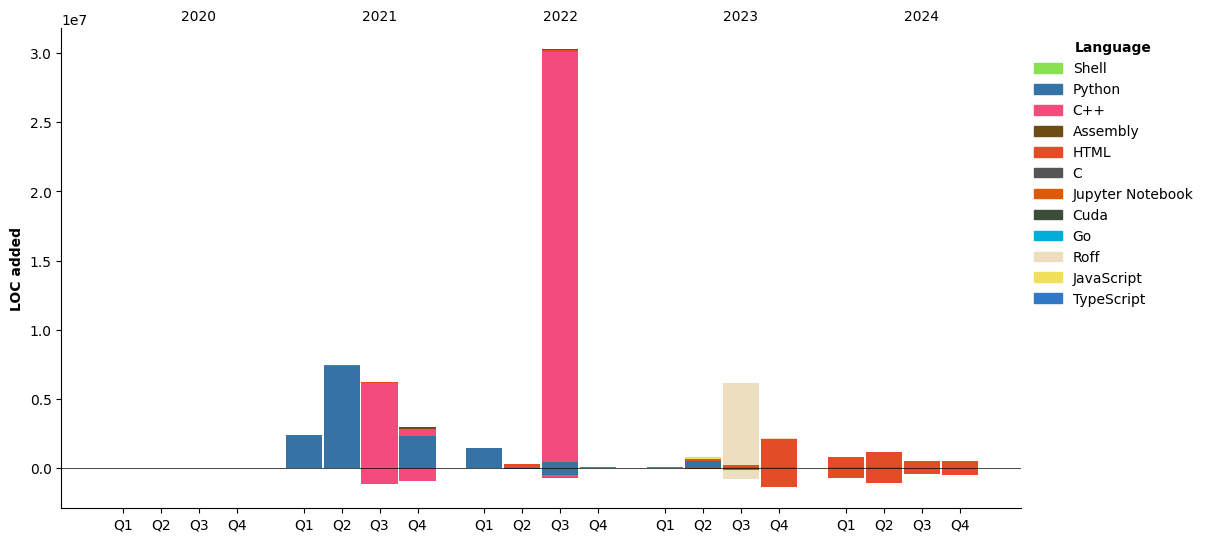 1e7
2020 2021 2022 2023 2024
Language
Shell
Python
C++
Assembly
HTML
C
Jupyter Notebook
Cuda
Go
Roff
JavaScript
TypeScript
LOC added
3.0
2.5
2.0
1.5
1.0
0.5
0.0
Q1 Q2 Q3 Q4 Q1 Q2 Q3 Q4 Q1 Q2 Q3 Q4 Q1 Q2 Q3 Q4 Q1 Q2 Q3 Q4